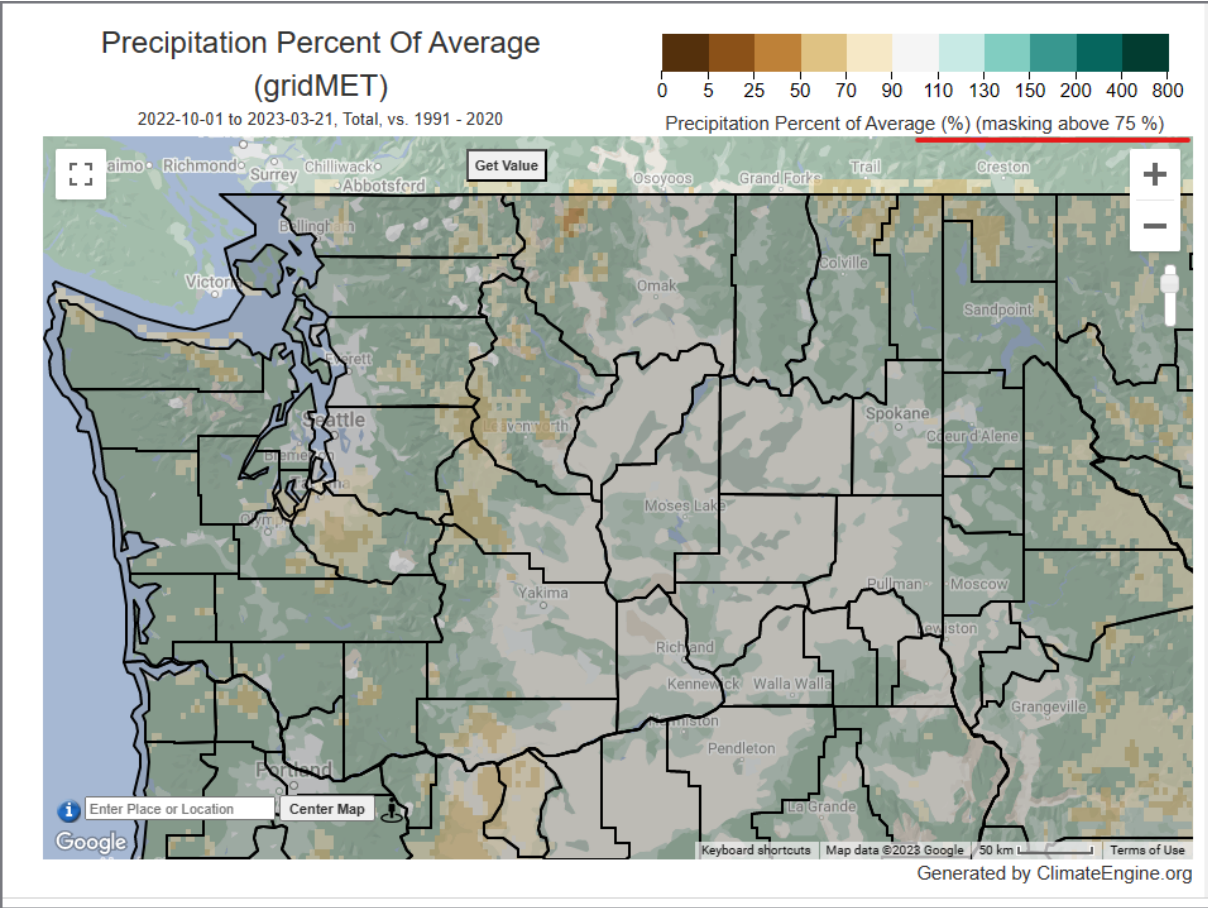 Precipitation Percent Of Average
(gridMET)
2022-10-01 to 2023-03-21, Total, vs. 1991 - 2020
0 5 25 50 70 90 110 130 150 200 400 800
Precipitation Percent of Average (%) (masking above 75 %)
aimo
Richmond
Surrey
Chilliwack
Abbotsford
Get Value
Osoyoos
Grand Forks
Trail
Creston
+
−
Bellingham
Victori
Omak
Colville
Sandpoint
Everett
Seattle
Leavenworth
Spokane
Coeur d'Alene
Bremerton
Tacoma
Moses Lake
Olymp
Yakima
Pullman
Moscow
Lewiston
Richland
Kennewick
Walla Walla
Grangeville
Hermiston
Pendleton
Portland
La Grande
i
Enter Place or Location
Center Map
Google
Keyboard shortcuts
Map data ©2023 Google
50 km
Terms of Use
Generated by ClimateEngine.org